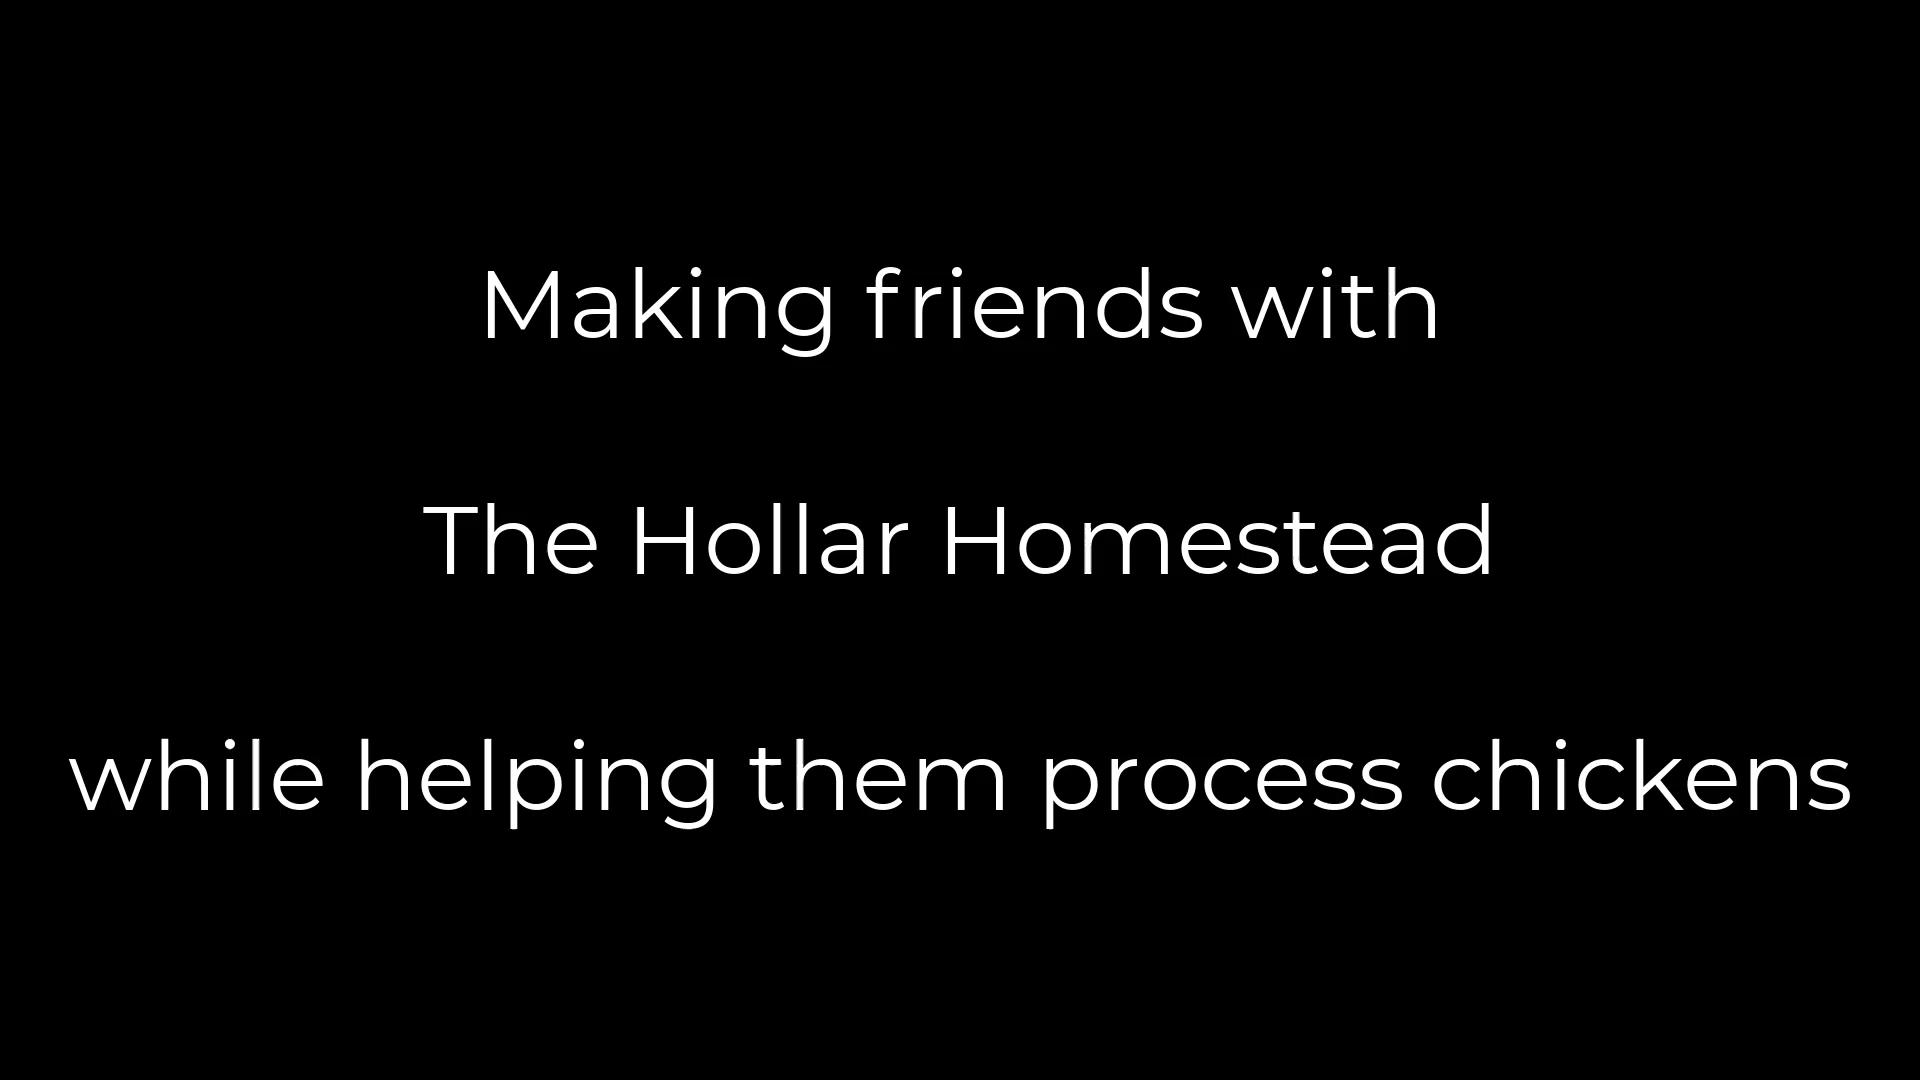 Making friends with
The Hollar Homestead
while helping them process chickens